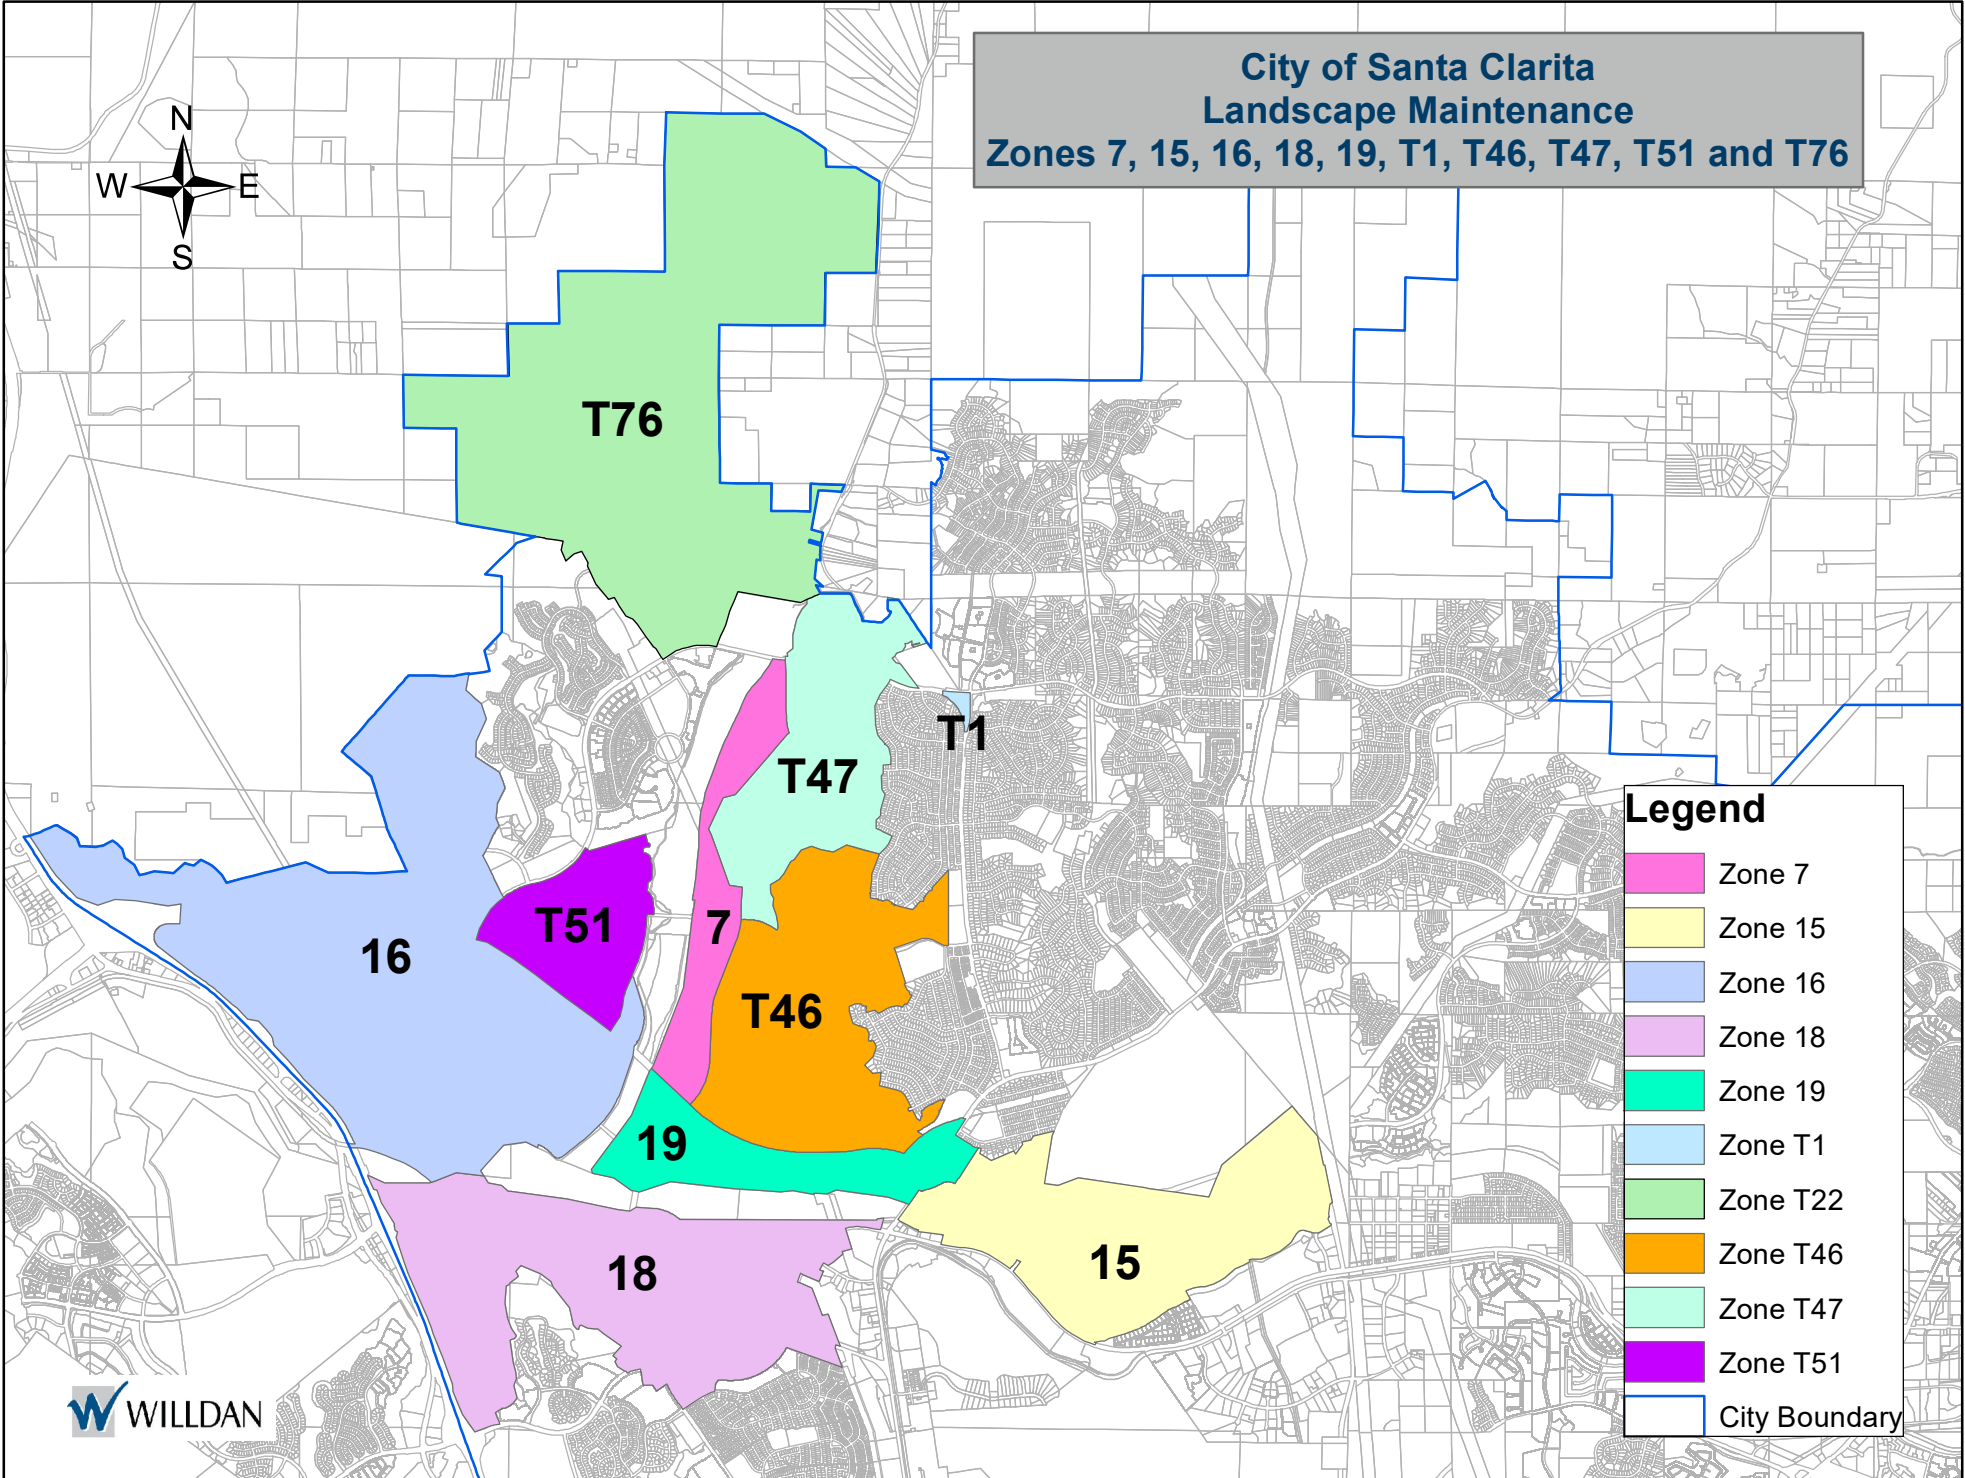 City of Santa Clarita
Landscape Maintenance
Zones 7, 15, 16, 18, 19, T1, T46, T47, T51 and T76
N
W E
S
T76
T1
T47
T51
7
16
T46
19
15
18
Legend
Zone 7
Zone 15
Zone 16
Zone 18
Zone 19
Zone T1
Zone T22
Zone T46
Zone T47
Zone T51
City Boundary
W WILLDAN